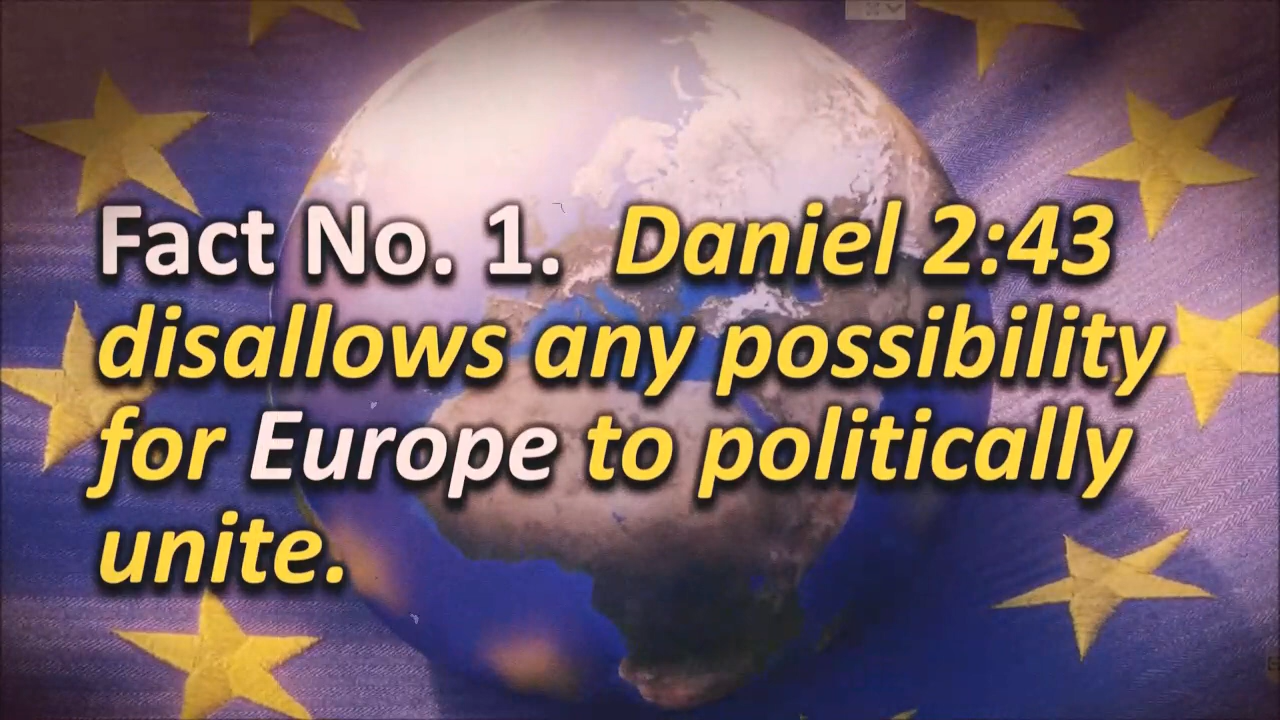 Fact No. 1. Daniel 2:43
disallows any possibility
for Europe to politically
unite.